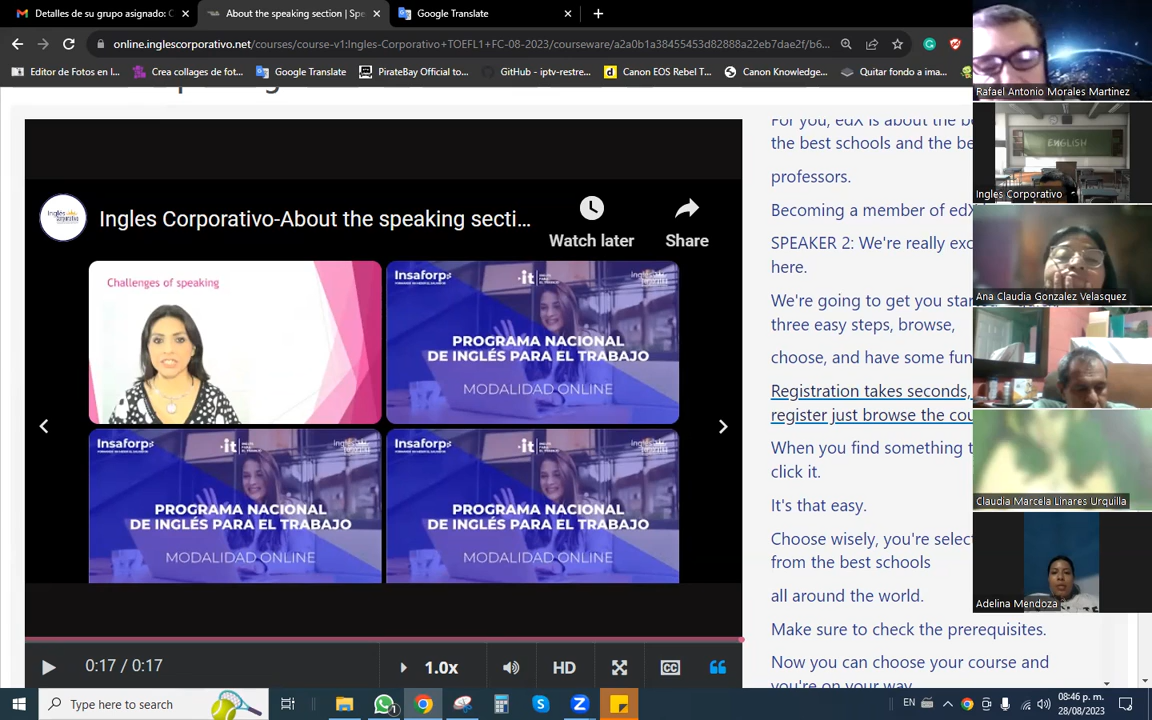 Detalles de su grupo asignado: C
About the speaking section | Spe
Google Translate
online.inglescorporativo.net/courses/course-v1:Ingles-Corporativo+TOEFL1+FC-08-2023/courseware/a2a0b1a38455453d82888a22eb7dae2f/b6...
Editor de Fotos en l...
Crea collages de fot...
Google Translate
PirateBay Official to...
GitHub - iptv-restre...
Canon EOS Rebel T...
Canon Knowledge...
Quitar fondo a ima...
Ingles Corporativo-About the speaking secti...
Watch later
Share
Challenges of speaking
Insaforp
.it
PROGRAMA NACIONAL
DE INGLÉS PARA EL TRABAJO
MODALIDAD ONLINE
Insaforp
.it
PROGRAMA NACIONAL
DE INGLÉS PARA EL TRABAJO
MODALIDAD ONLINE
Insaforp
.it
PROGRAMA NACIONAL
DE INGLÉS PARA EL TRABAJO
MODALIDAD ONLINE
0:17 / 0:17
1.0x
HD
CC
For you, edX is about the b
the best schools and the be
professors.
Becoming a member of edX
SPEAKER 2: We're really exc
here.
We're going to get you star
three easy steps, browse,
choose, and have some fun
Registration takes seconds,
register just browse the cou
When you find something t
click it.
It's that easy.
Choose wisely, you're selec
from the best schools
all around the world.
Make sure to check the prerequisites.
Now you can choose your course and
you're on your way.
Rafael Antonio Morales Martinez
ENGLISH
Ingles Corporativo
Ana Claudia Gonzalez Velasquez
Claudia Marcela Linares Urquilla
Adelina Mendoza
Type here to search
1
EN
08:46 p. m.
28/08/2023